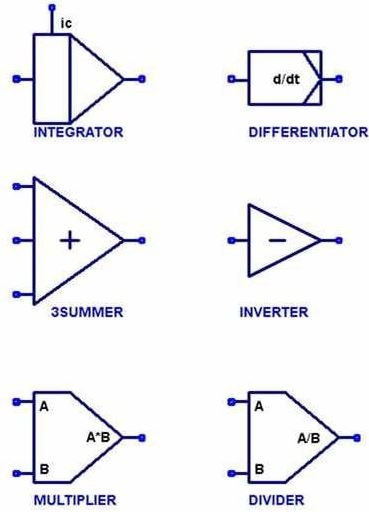 ic
INTEGRATOR
d/dt
DIFFERENTIATOR
+
3SUMMER
−
INVERTER
A
A*B
B
MULTIPLIER
A
A/B
B
DIVIDER